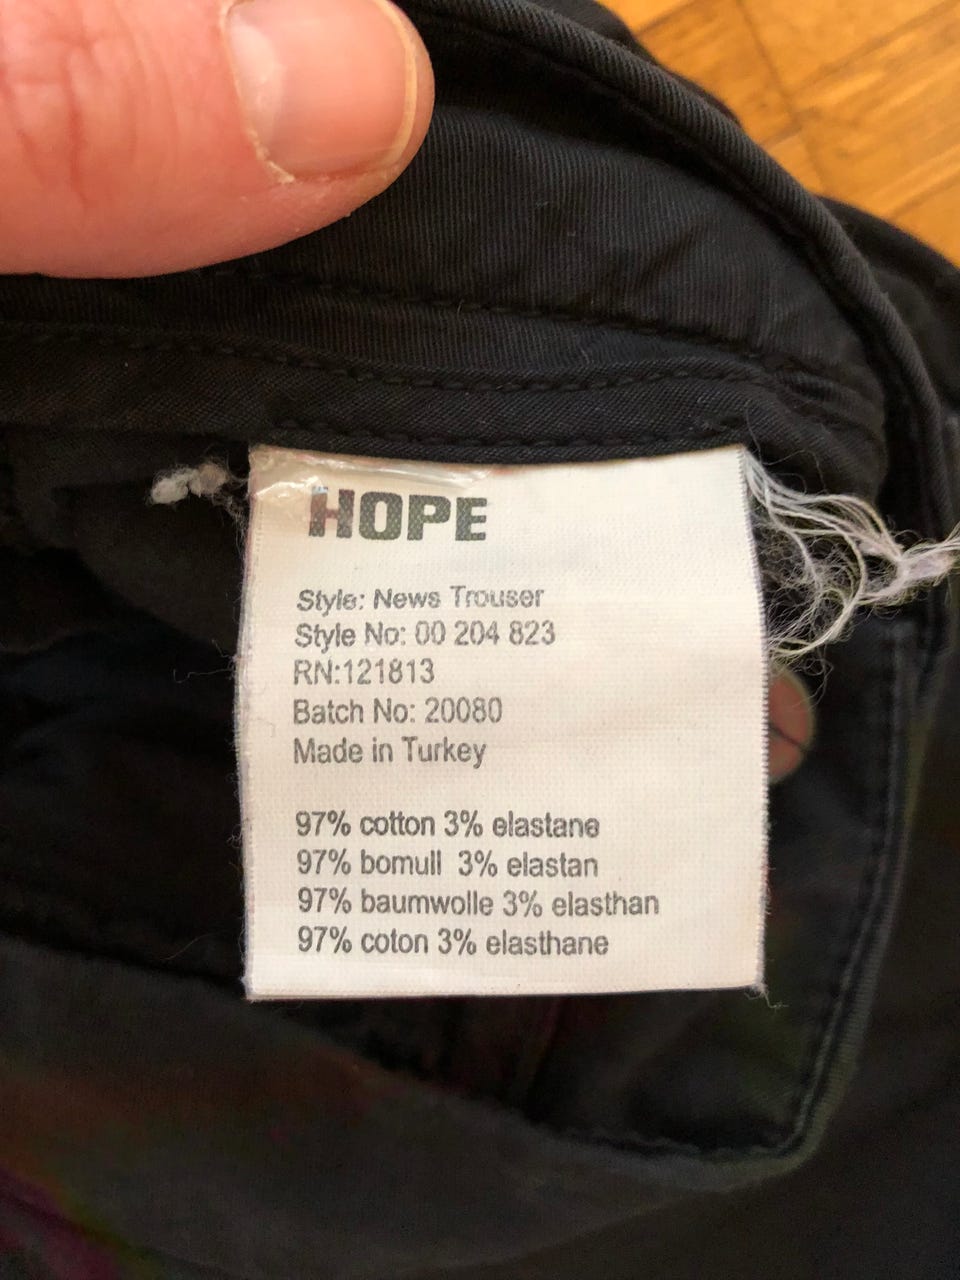 HOPE
Style: News Trouser
Style No: 00 204 823
RN:121813
Batch No: 20080
Made in Turkey
97% cotton 3% elastane
97% bomull 3% elastan
97% baumwolle 3% elasthan
97% coton 3% elasthane